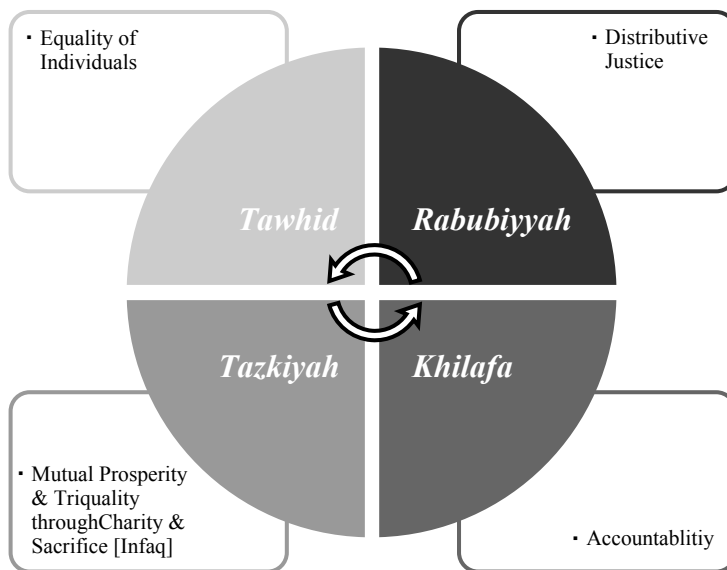 ▪ Equality of
Individuals
▪ Distributive
Justice
Tawhid
Rabubiyyah
Tazkiyah
Khilafa
▪ Mutual Prosperity
& Triquality
throughCharity &
Sacrifice [Infaq]
▪ Accountablitiy